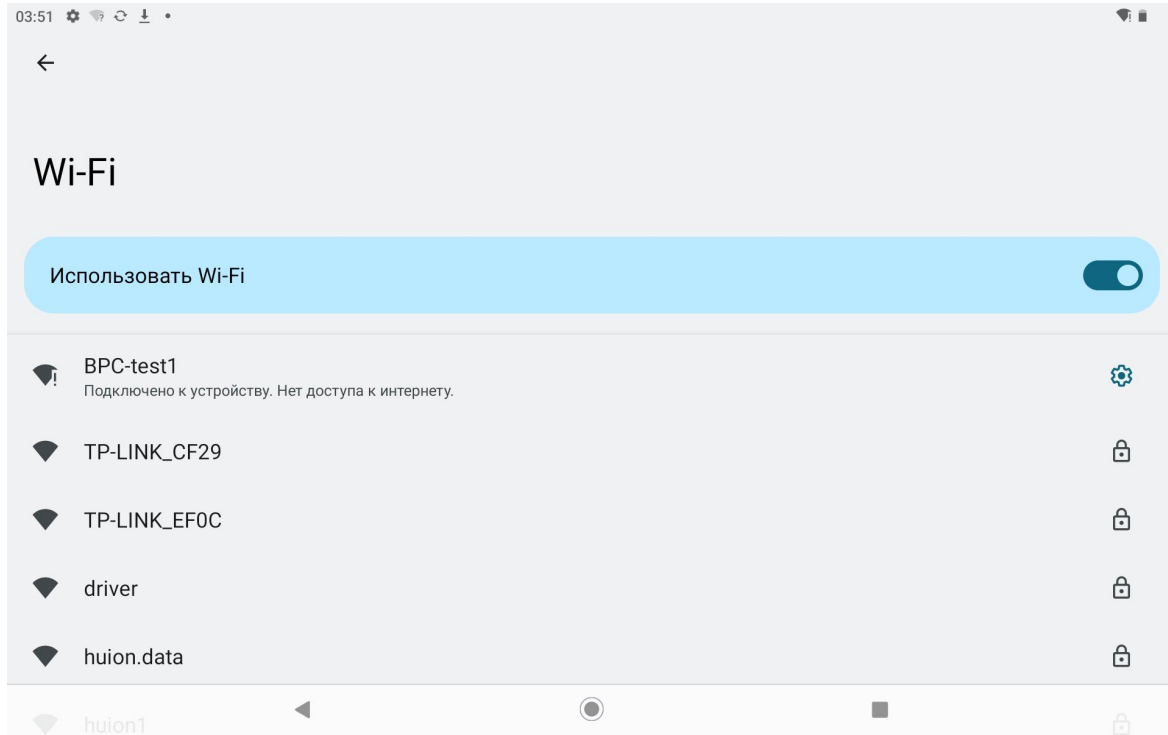 03:51
Wi-Fi
Использовать Wi-Fi
BPC-test1
Подключено к устройству. Нет доступа к интернету.
TP-LINK_CF29
TP-LINK_EF0C
driver
huion.data
huion1